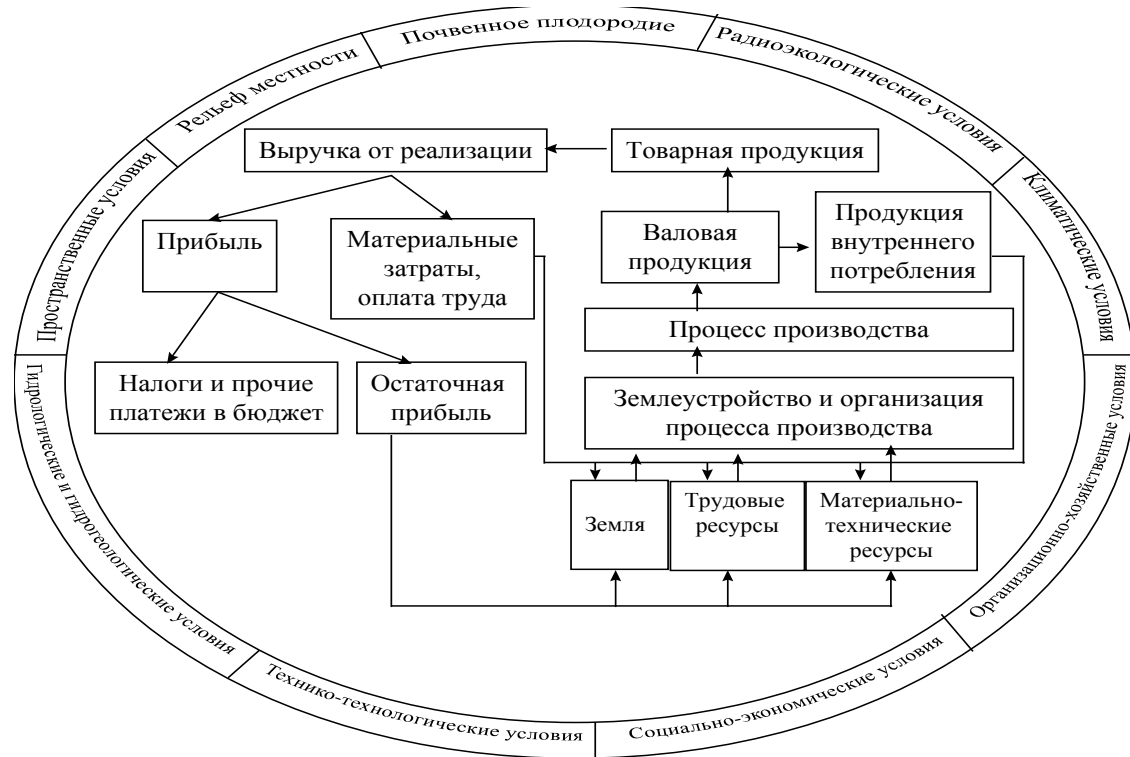 Почвенное плодородие
Радиоэкологические условия
Рельеф местности
Климатические условия
Пространственные условия
Выручка от реализации
Товарная продукция
Прибыль
Материальные
затраты,
оплата труда
Валовая
продукция
Продукция
внутреннего
потребления
Процесс производства
Налоги и прочие
платежи в бюджет
Остаточная
прибыль
Землеустройство и организация
процесса производства
Земля
Трудовые
ресурсы
Материально-
технические
ресурсы
Гидрологические и гидрогеологические условия
Организационно-хозяйственные условия
Технико-технологические условия
Социально-экономические условия